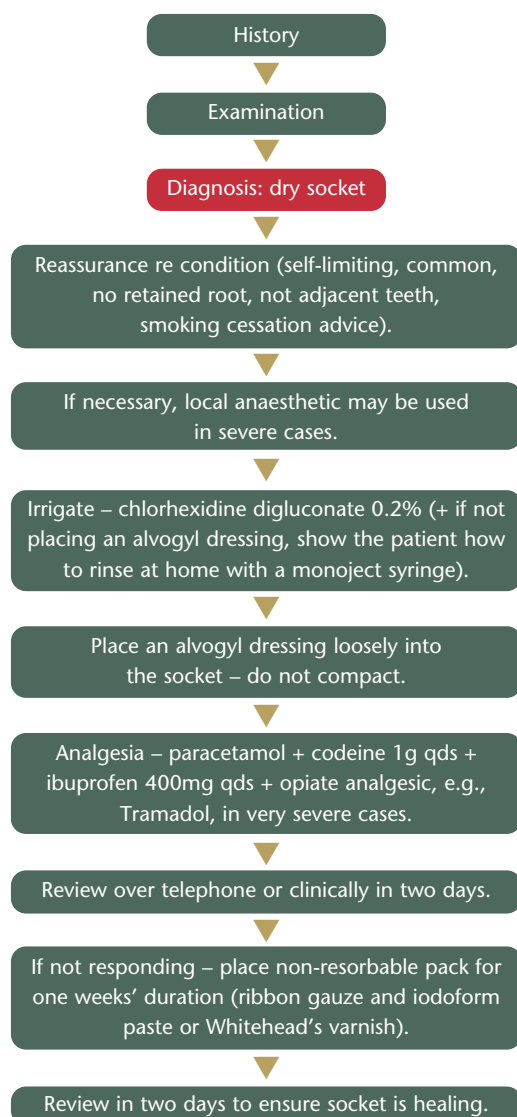 History
Examination
Diagnosis: dry socket
Reassurance re condition (self-limiting, common,
no retained root, not adjacent teeth,
smoking cessation advice).
If necessary, local anaesthetic may be used
in severe cases.
Irrigate – chlorhexidine digluconate 0.2% (+ if not
placing an alvogyl dressing, show the patient how
to rinse at home with a monoject syringe).
Place an alvogyl dressing loosely into
the socket – do not compact.
Analgesia – paracetamol + codeine 1g qds +
ibuprofen 400mg qds + opiate analgesic, e.g.,
Tramadol, in very severe cases.
Review over telephone or clinically in two days.
If not responding – place non-resorbable pack for
one weeks’ duration (ribbon gauze and iodoform
paste or Whitehead’s varnish).
Review in two days to ensure socket is healing.